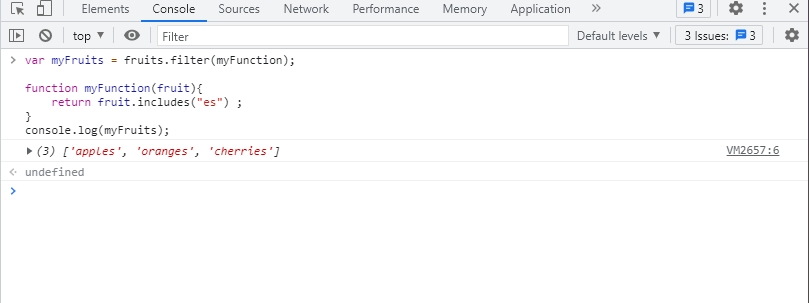 Elements Console Sources Network Performance Memory Application » 3
top ▼ Filter Default levels ▼ 3 Issues: 3
> var myFruits = fruits.filter(myFunction);
function myFunction(fruit){
    return fruit.includes("es") ;
}
console.log(myFruits);
▶ (3) ['apples', 'oranges', 'cherries'] VM2657:6
undefined
>